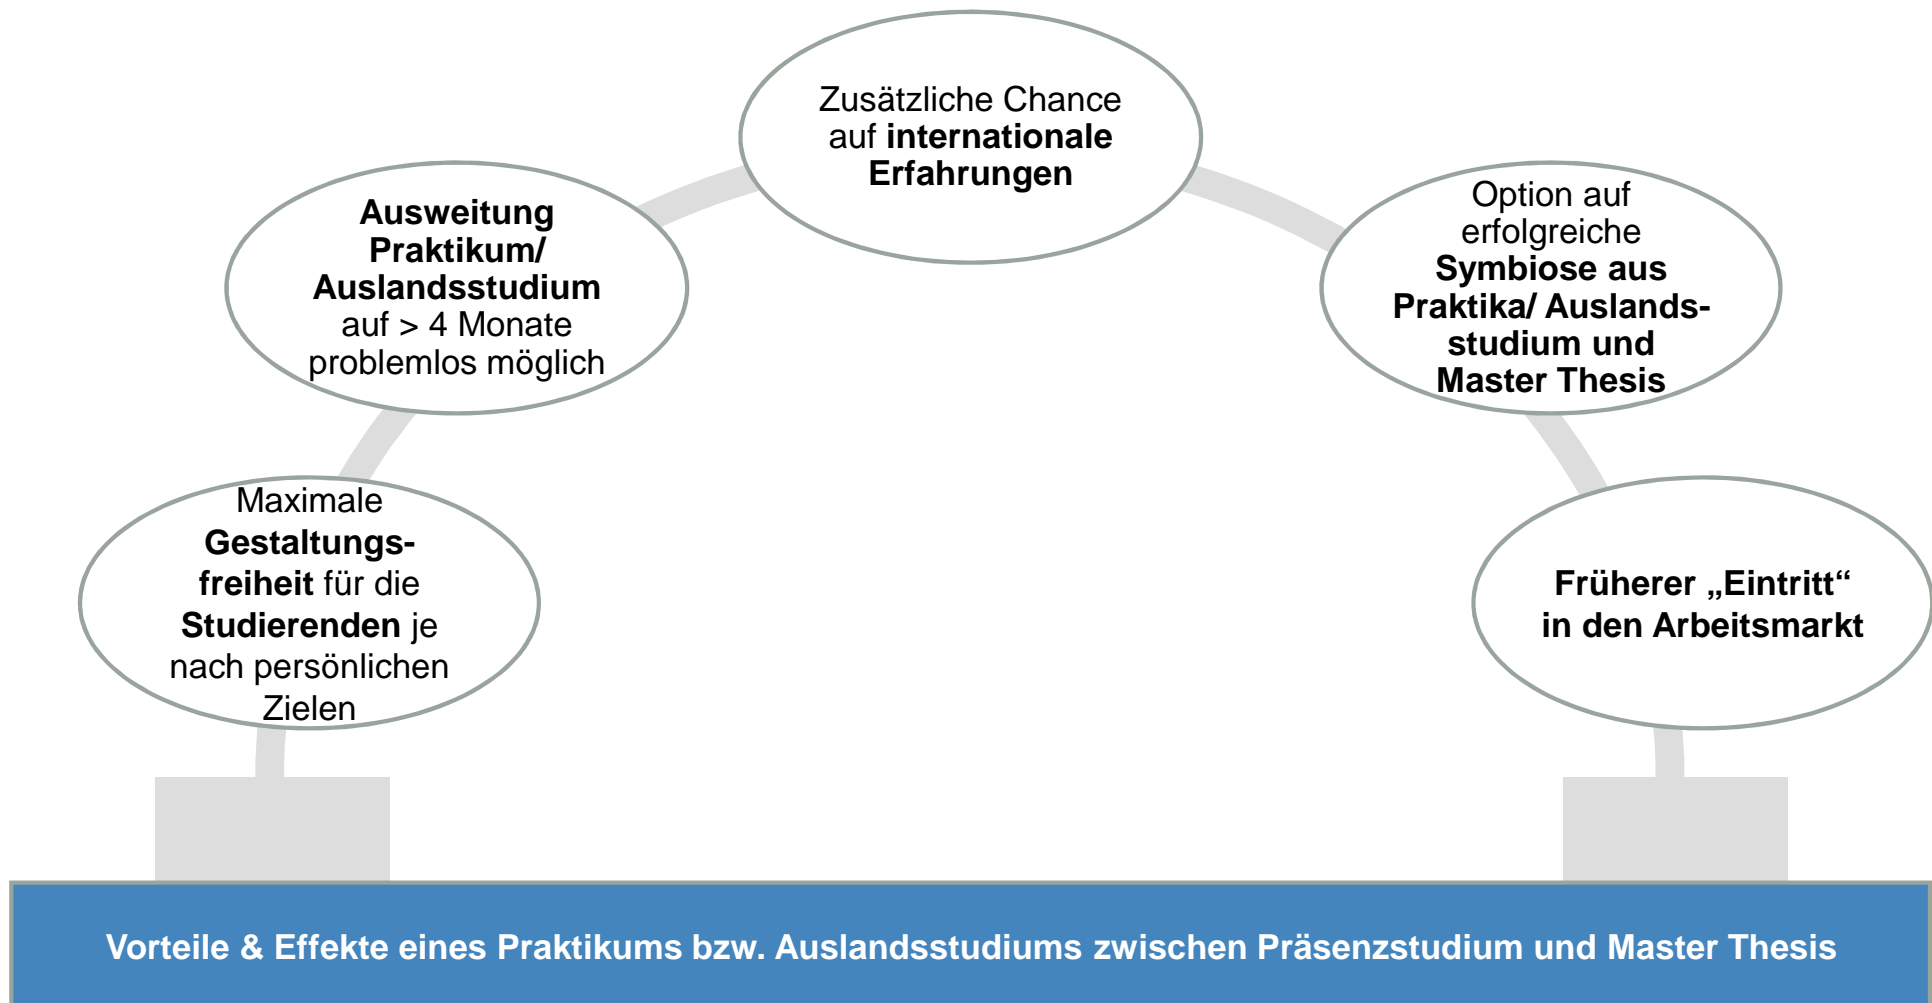 Zusätzliche Chance
auf internationale
Erfahrungen
Ausweitung
Praktikum/
Auslandsstudium
auf > 4 Monate
problemlos möglich
Option auf
erfolgreiche
Symbiose aus
Praktika/ Auslands-
studium und
Master Thesis
Maximale
Gestaltungs-
freiheit für die
Studierenden je
nach persönlichen
Zielen
Früherer „Eintritt“
in den Arbeitsmarkt
Vorteile & Effekte eines Praktikums bzw. Auslandsstudiums zwischen Präsenzstudium und Master Thesis